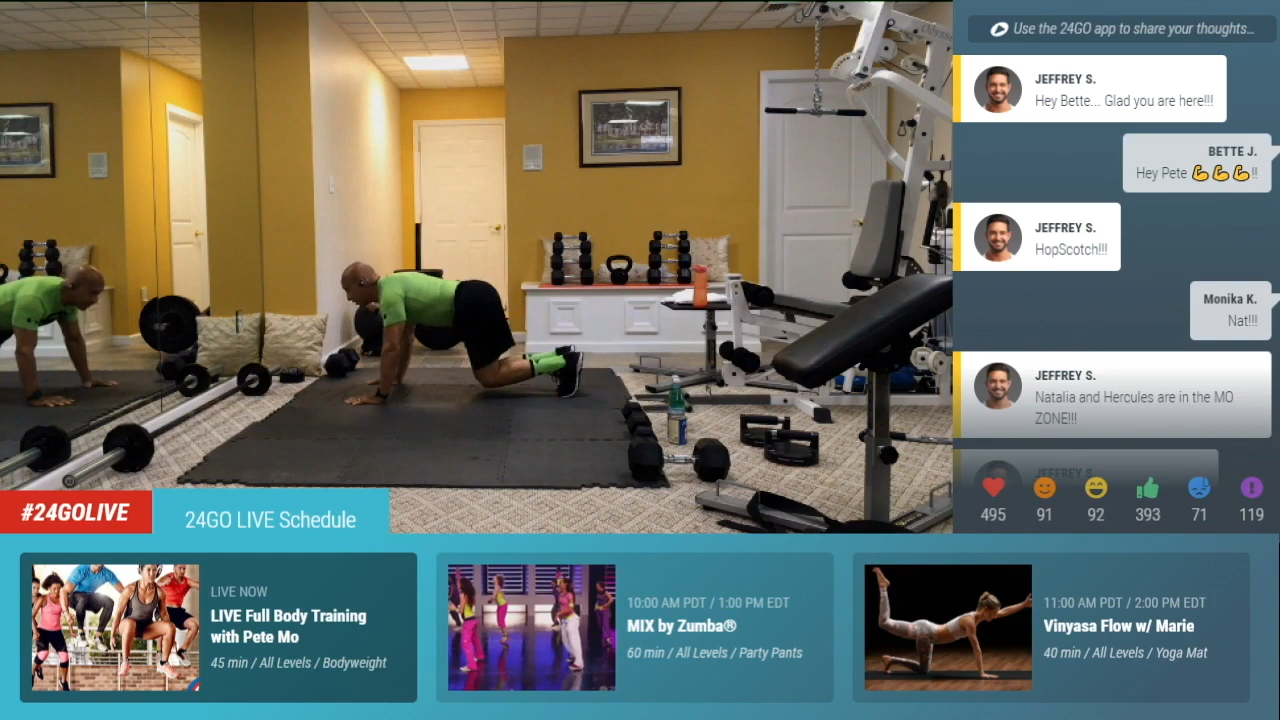 Use the 24GO app to share your thoughts...
JEFFREY S.
Hey Bette... Glad you are here!!!
BETTE J.
Hey Pete 💪💪💪!!
JEFFREY S.
HopScotch!!!
Monika K.
Nat!!!
JEFFREY S.
Natalia and Hercules are in the MO
ZONE!!!
JEFFREY S.
495 91 92 393 71 119
#24GOLIVE
24GO LIVE Schedule
LIVE NOW
LIVE Full Body Training
with Pete Mo
45 min / All Levels / Bodyweight
10:00 AM PDT / 1:00 PM EDT
MIX by Zumba®
60 min / All Levels / Party Pants
11:00 AM PDT / 2:00 PM EDT
Vinyasa Flow w/ Marie
40 min / All Levels / Yoga Mat